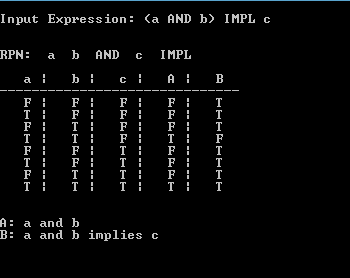 Input Expression: (a AND b) IMPL c
RPN: a b AND c IMPL
a ¦ b ¦ c ¦ A ¦ B
F ¦ F ¦ F ¦ F ¦ T
T ¦ F ¦ F ¦ F ¦ T
F ¦ T ¦ F ¦ F ¦ T
T ¦ T ¦ F ¦ T ¦ F
F ¦ F ¦ T ¦ F ¦ T
T ¦ F ¦ T ¦ F ¦ T
F ¦ T ¦ T ¦ F ¦ T
T ¦ T ¦ T ¦ T ¦ T
A: a and b
B: a and b implies c